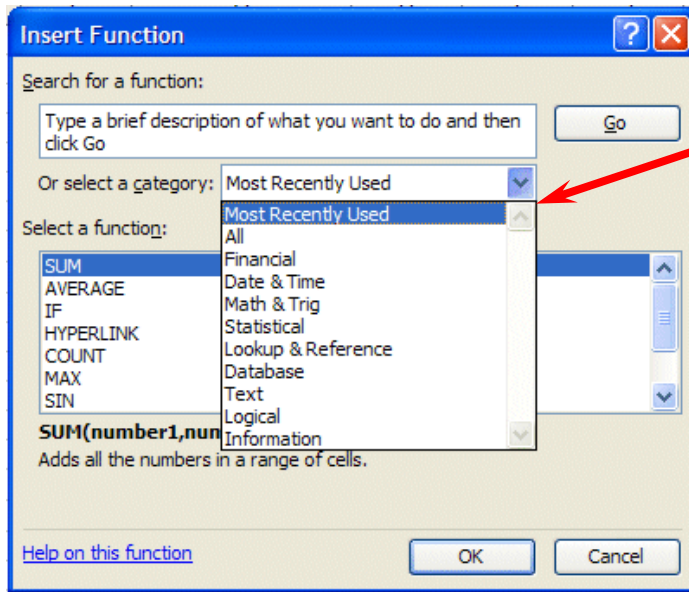 Insert Function
Search for a function:
Type a brief description of what you want to do and then
click Go
Go
Or select a category:
Most Recently Used
Most Recently Used
All
Financial
Date & Time
Math & Trig
Statistical
Lookup & Reference
Database
Text
Logical
Information
Select a function:
SUM
AVERAGE
IF
HYPERLINK
COUNT
MAX
SIN
SUM(number1,num
Adds all the numbers in a range of cells.
Help on this function
OK
Cancel